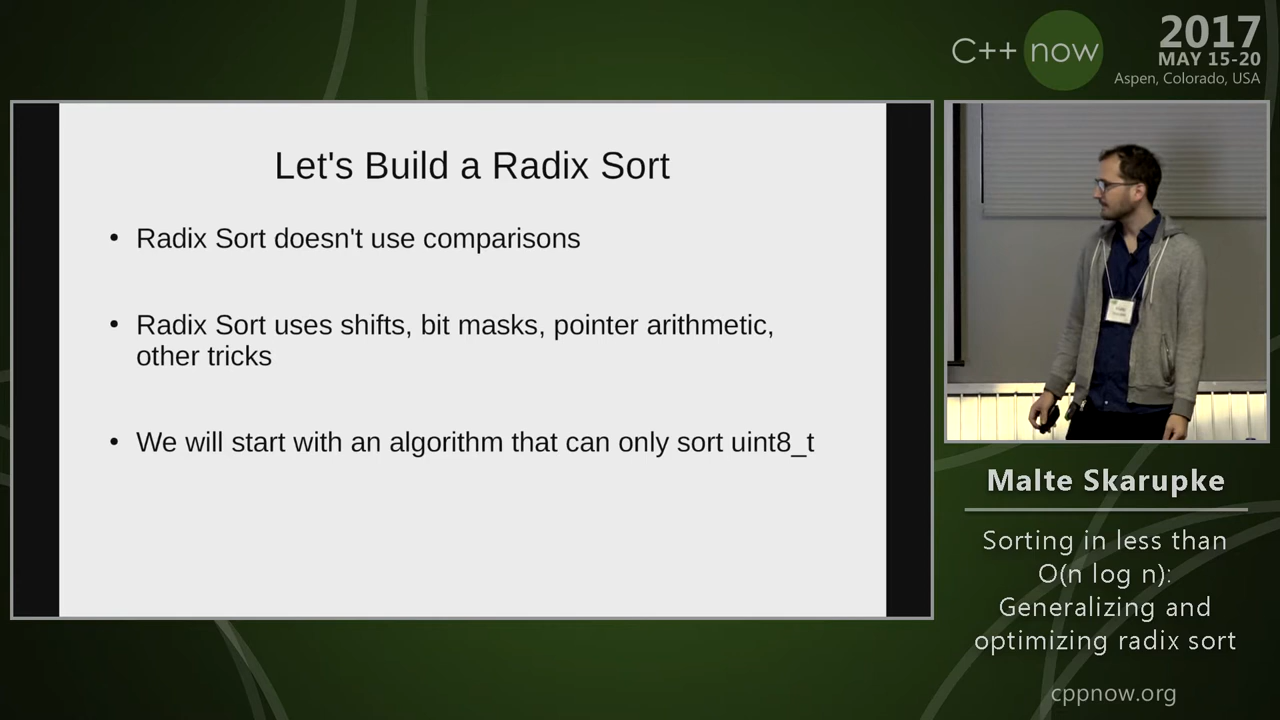 C++ now
2017
MAY 15-20
Aspen, Colorado, USA
Let's Build a Radix Sort
• Radix Sort doesn't use comparisons
• Radix Sort uses shifts, bit masks, pointer arithmetic,
other tricks
• We will start with an algorithm that can only sort uint8_t
Malte Skarupke
Sorting in less than
O(n log n):
Generalizing and
optimizing radix sort
cppnow.org